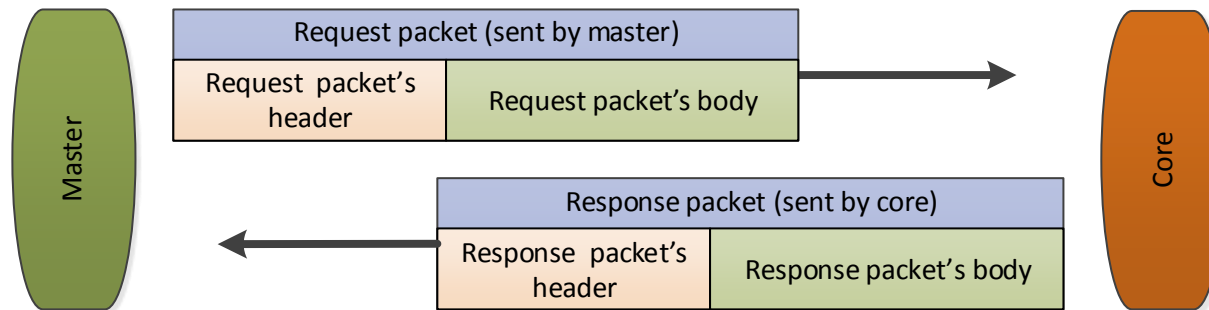 Master
Request packet (sent by master)
Request packet's
header
Request packet's body
Response packet (sent by core)
Response packet's
header
Response packet's body
Core